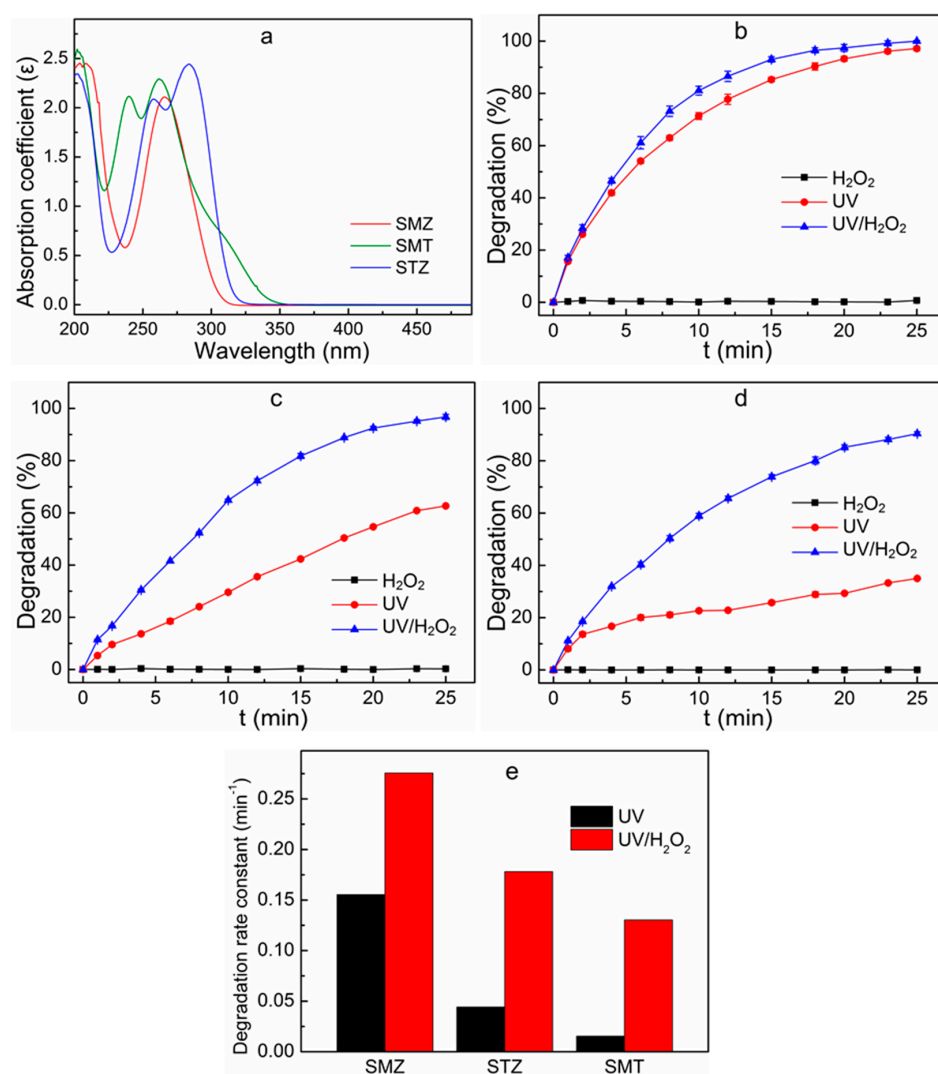 a
Absorption coefficient (ε)
2.5
2.0
1.5
1.0
0.5
0.0
SMZ
SMT
STZ
200 250 300 350 400 450
Wavelength (nm)
b
Degradation (%)
100
80
60
40
20
0
H₂O₂
UV
UV/H₂O₂
0 5 10 15 20 25
t (min)
c
Degradation (%)
100
80
60
40
20
0
H₂O₂
UV
UV/H₂O₂
0 5 10 15 20 25
t (min)
d
Degradation (%)
100
80
60
40
20
0
H₂O₂
UV
UV/H₂O₂
0 5 10 15 20 25
t (min)
e
Degradation rate constant (min⁻¹)
0.25
0.20
0.15
0.10
0.05
0.00
UV
UV/H₂O₂
SMZ STZ SMT